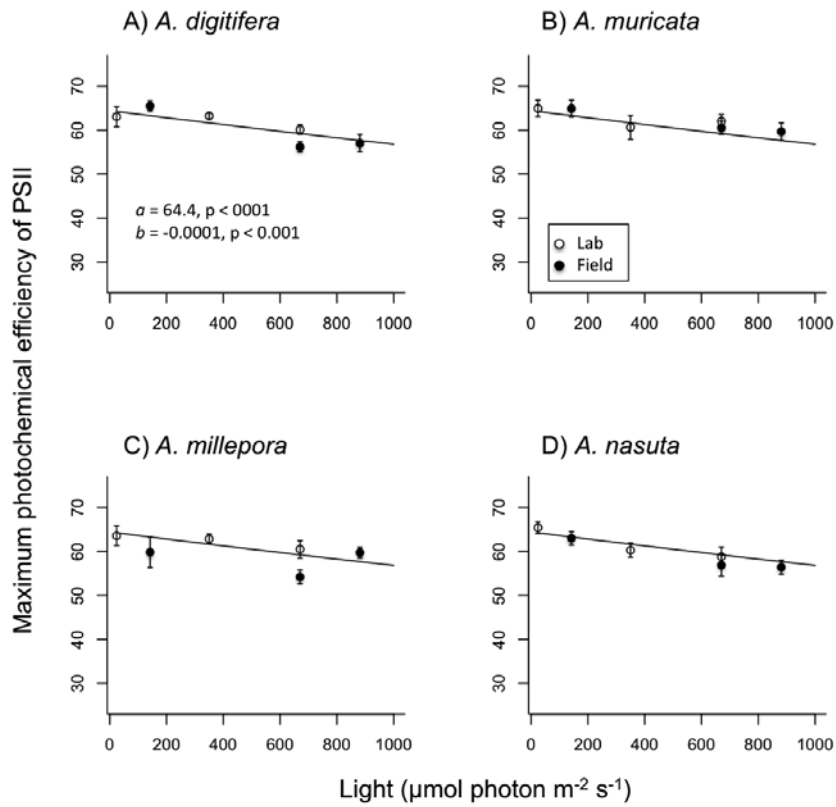 A) A. digitifera
B) A. muricata
Maximum photochemical efficiency of PSII
70
60
50
40
30
a = 64.4, p < 0001
b = -0.0001, p < 0.001
0 200 400 600 800 1000
70
60
50
40
30
Lab
Field
0 200 400 600 800 1000
C) A. millepora
D) A. nasuta
70
60
50
40
30
0 200 400 600 800 1000
70
60
50
40
30
0 200 400 600 800 1000
Light (μmol photon m⁻² s⁻¹)